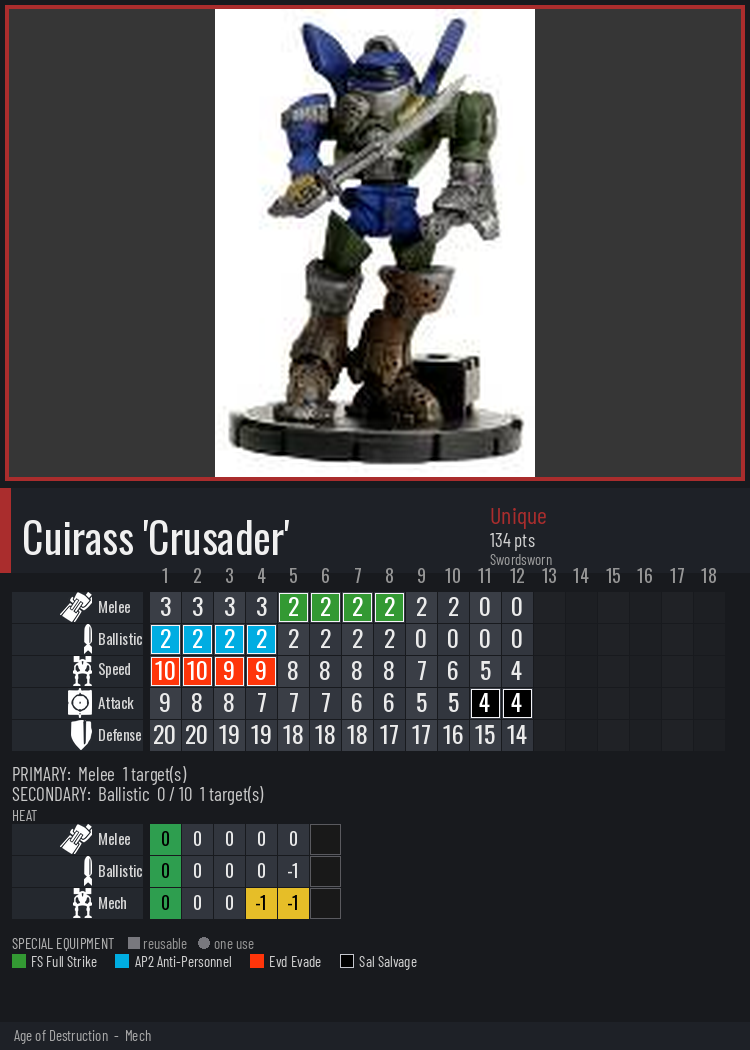 Cuirass 'Crusader'
Unique
134 pts
Swordsworn
1 2 3 4 5 6 7 8 9 10 11 12 13 14 15 16 17 18
Melee 3 3 3 3 2 2 2 2 2 2 0 0
Ballistic 2 2 2 2 2 2 2 2 0 0 0 0
Speed 10 10 9 9 8 8 8 8 7 6 5 4
Attack 9 8 8 7 7 7 6 6 5 5 4 4
Defense 20 20 19 19 18 18 18 17 17 16 15 14
PRIMARY: Melee 1 target(s)
SECONDARY: Ballistic 0 / 10 1 target(s)
HEAT
Melee 0 0 0 0 0
Ballistic 0 0 0 0 -1
Mech 0 0 0 -1 -1
SPECIAL EQUIPMENT reusable one use
FS Full Strike AP2 Anti-Personnel Evd Evade Sal Salvage
Age of Destruction - Mech